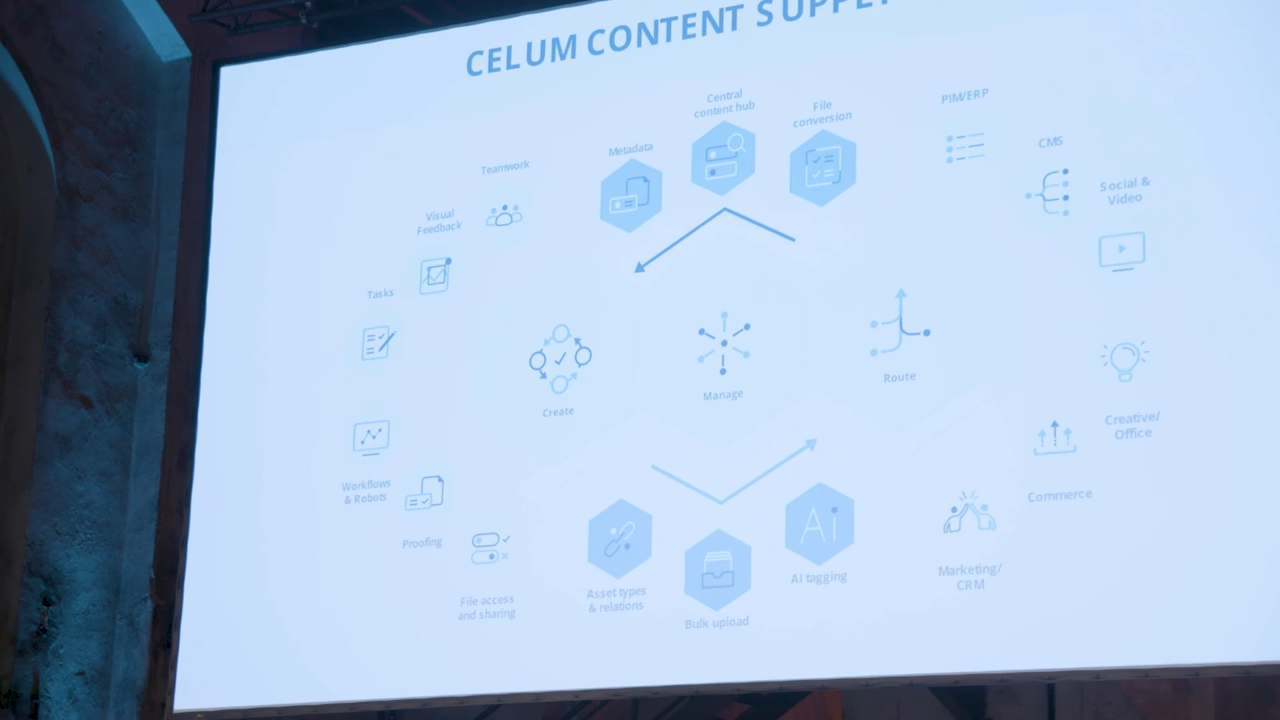 CELUM CONTENT
Central
content hub
File
conversion
PIM/ERP
Metadata
CMS
Teamwork
Social &
Video
Visual
Feedback
Tasks
Create
Manage
Route
Creative/
Office
Workflows
& Robots
Commerce
Proofing
Ai
AI tagging
Marketing/
CRM
Asset types
& relations
File access
and sharing
Bulk upload